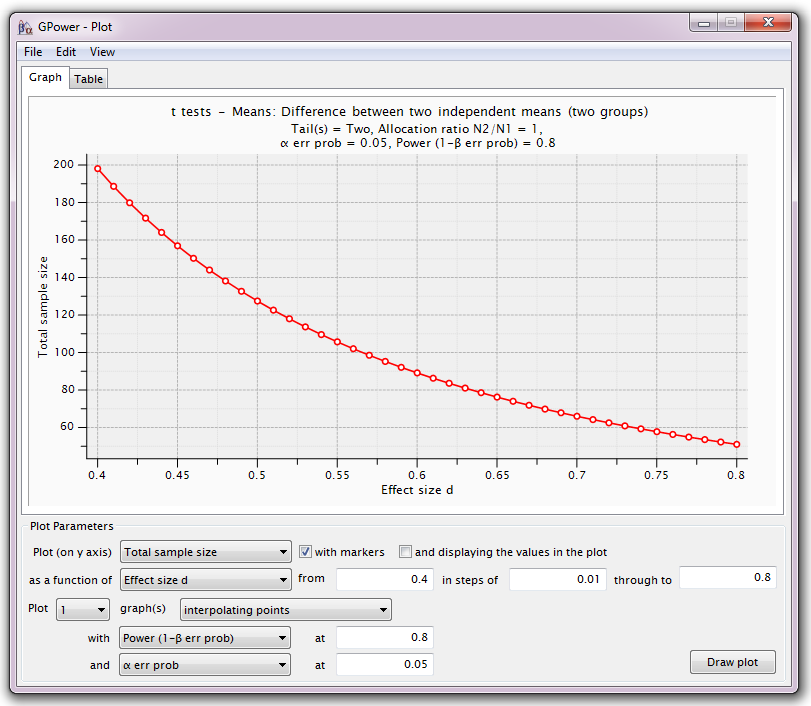 GPower - Plot
File Edit View
Graph Table
t tests – Means: Difference between two independent means (two groups)
Tail(s) = Two, Allocation ratio N2/N1 = 1,
α err prob = 0.05, Power (1-β err prob) = 0.8
Total sample size
200
180
160
140
120
100
80
60
0.4 0.45 0.5 0.55 0.6 0.65 0.7 0.75 0.8
Effect size d
Plot Parameters
Plot (on y axis) Total sample size with markers and displaying the values in the plot
as a function of Effect size d from 0.4 in steps of 0.01 through to 0.8
Plot 1 graph(s) interpolating points
with Power (1-β err prob) at 0.8
and α err prob at 0.05
Draw plot